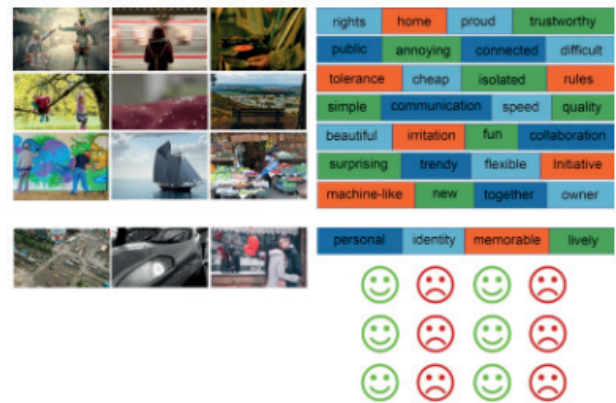 rights home proud trustworthy
public annoying connected difficult
tolerance cheap isolated rules
simple communication speed quality
beautiful irritation fun collaboration
surprising trendy flexible Initiative
machine-like new together owner
personal identity memorable lively